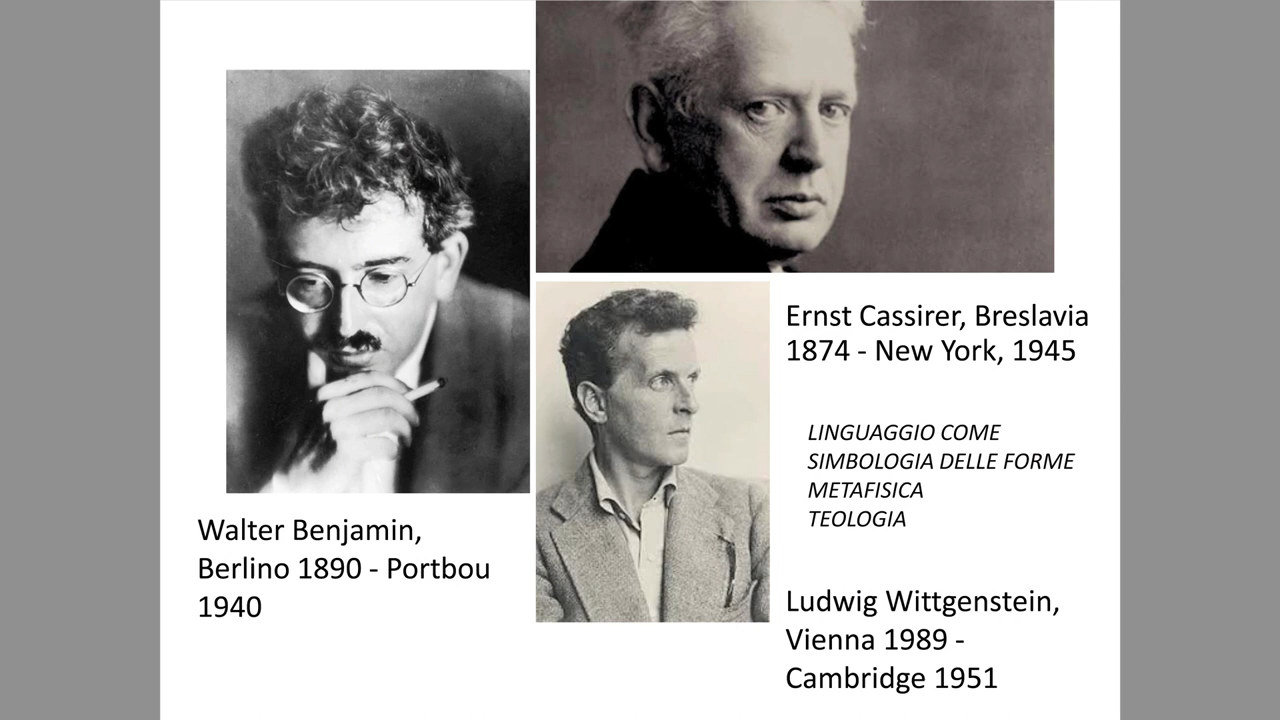 Ernst Cassirer, Breslavia
1874 - New York, 1945
LINGUAGGIO COME
SIMBOLOGIA DELLE FORME
METAFISICA
TEOLOGIA
Walter Benjamin,
Berlino 1890 - Portbou
1940
Ludwig Wittgenstein,
Vienna 1989 -
Cambridge 1951